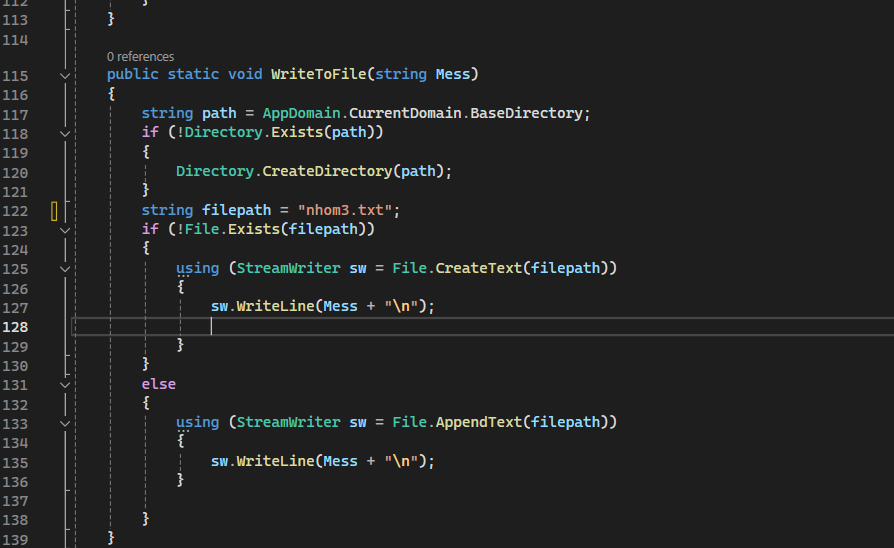 112 }
113 }
114
0 references
115 public static void WriteToFile(string Mess)
116 {
117 string path = AppDomain.CurrentDomain.BaseDirectory;
118 if (!Directory.Exists(path))
119 {
120 Directory.CreateDirectory(path);
121 }
122 string filepath = "nhom3.txt";
123 if (!File.Exists(filepath))
124 {
125 using (StreamWriter sw = File.CreateText(filepath))
126 {
127 sw.WriteLine(Mess + "\n");
128
129 }
130 }
131 else
132 {
133 using (StreamWriter sw = File.AppendText(filepath))
134 {
135 sw.WriteLine(Mess + "\n");
136 }
137
138 }
139 }